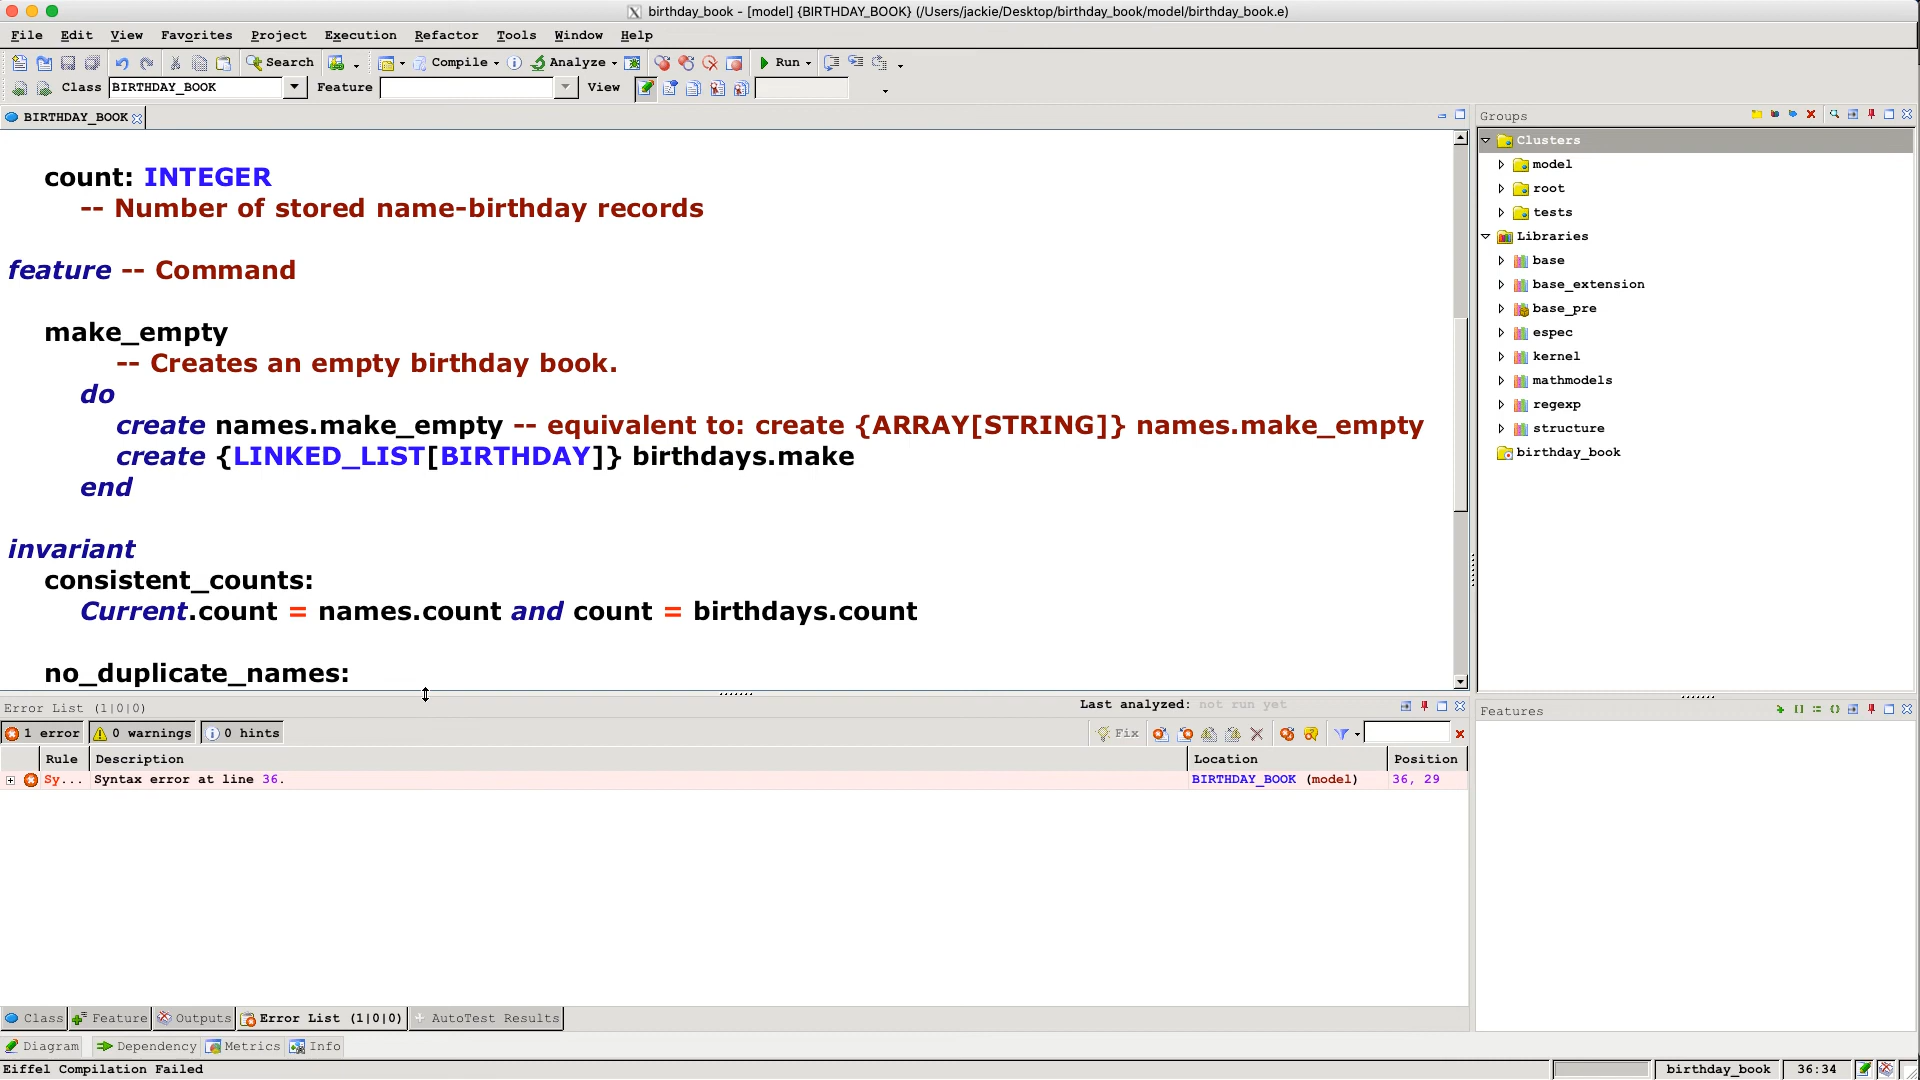 birthday_book - [model] {BIRTHDAY_BOOK} (/Users/jackie/Desktop/birthday_book/model/birthday_book.e)
File Edit View Favorites Project Execution Refactor Tools Window Help
Search Compile Analyze Run
Class BIRTHDAY_BOOK Feature View
BIRTHDAY_BOOK
count: INTEGER
-- Number of stored name-birthday records
feature -- Command
make_empty
-- Creates an empty birthday book.
do
create names.make_empty -- equivalent to: create {ARRAY[STRING]} names.make_empty
create {LINKED_LIST[BIRTHDAY]} birthdays.make
end
invariant
consistent_counts:
Current.count = names.count and count = birthdays.count
no_duplicate_names:
Groups
Clusters
model
root
tests
Libraries
base
base_extension
base_pre
espec
kernel
mathmodels
regexp
structure
birthday_book
Error List (1|0|0) Last analyzed: not run yet
1 error 0 warnings 0 hints Fix
Rule Description Location Position
Sy... Syntax error at line 36. BIRTHDAY_BOOK (model) 36, 29
Features
Class Feature Outputs Error List (1|0|0) AutoTest Results
Diagram Dependency Metrics Info
Eiffel Compilation Failed birthday_book 36:34